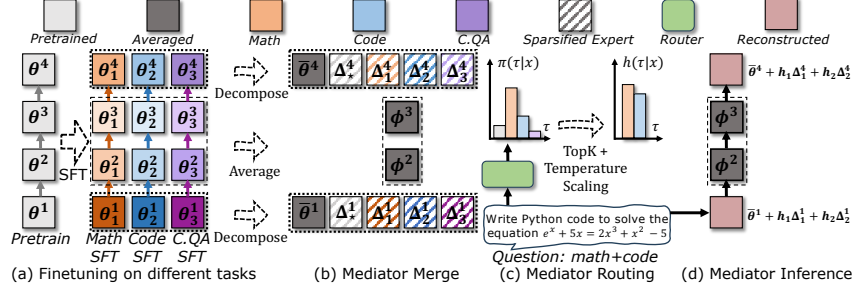 Pretrained Averaged Math Code C.QA Sparsified Expert Router Reconstructed
θ⁴ θ₁⁴ θ₂⁴ θ₃⁴
θ³ θ₁³ θ₂³ θ₃³
θ² θ₁² θ₂² θ₃²
θ¹ θ₁¹ θ₂¹ θ₃¹
SFT
Pretrain
Math SFT
Code SFT
C.QA SFT
Decompose
Average
Decompose
θ̅⁴ Δ⋆⁴ Δ₁⁴ Δ₂⁴ Δ₃⁴
ϕ³
ϕ²
θ̅¹ Δ⋆¹ Δ₁¹ Δ₂¹ Δ₃¹
π(τ|x)
τ
h(τ|x)
τ
TopK +
Temperature
Scaling
Write Python code to solve the
equation eˣ + 5x = 2x³ + x² − 5
Question: math+code
θ̅⁴ + h₁Δ₁⁴ + h₂Δ₂⁴
ϕ³
ϕ²
θ̅¹ + h₁Δ₁¹ + h₂Δ₂¹
(a) Finetuning on different tasks (b) Mediator Merge (c) Mediator Routing (d) Mediator Inference